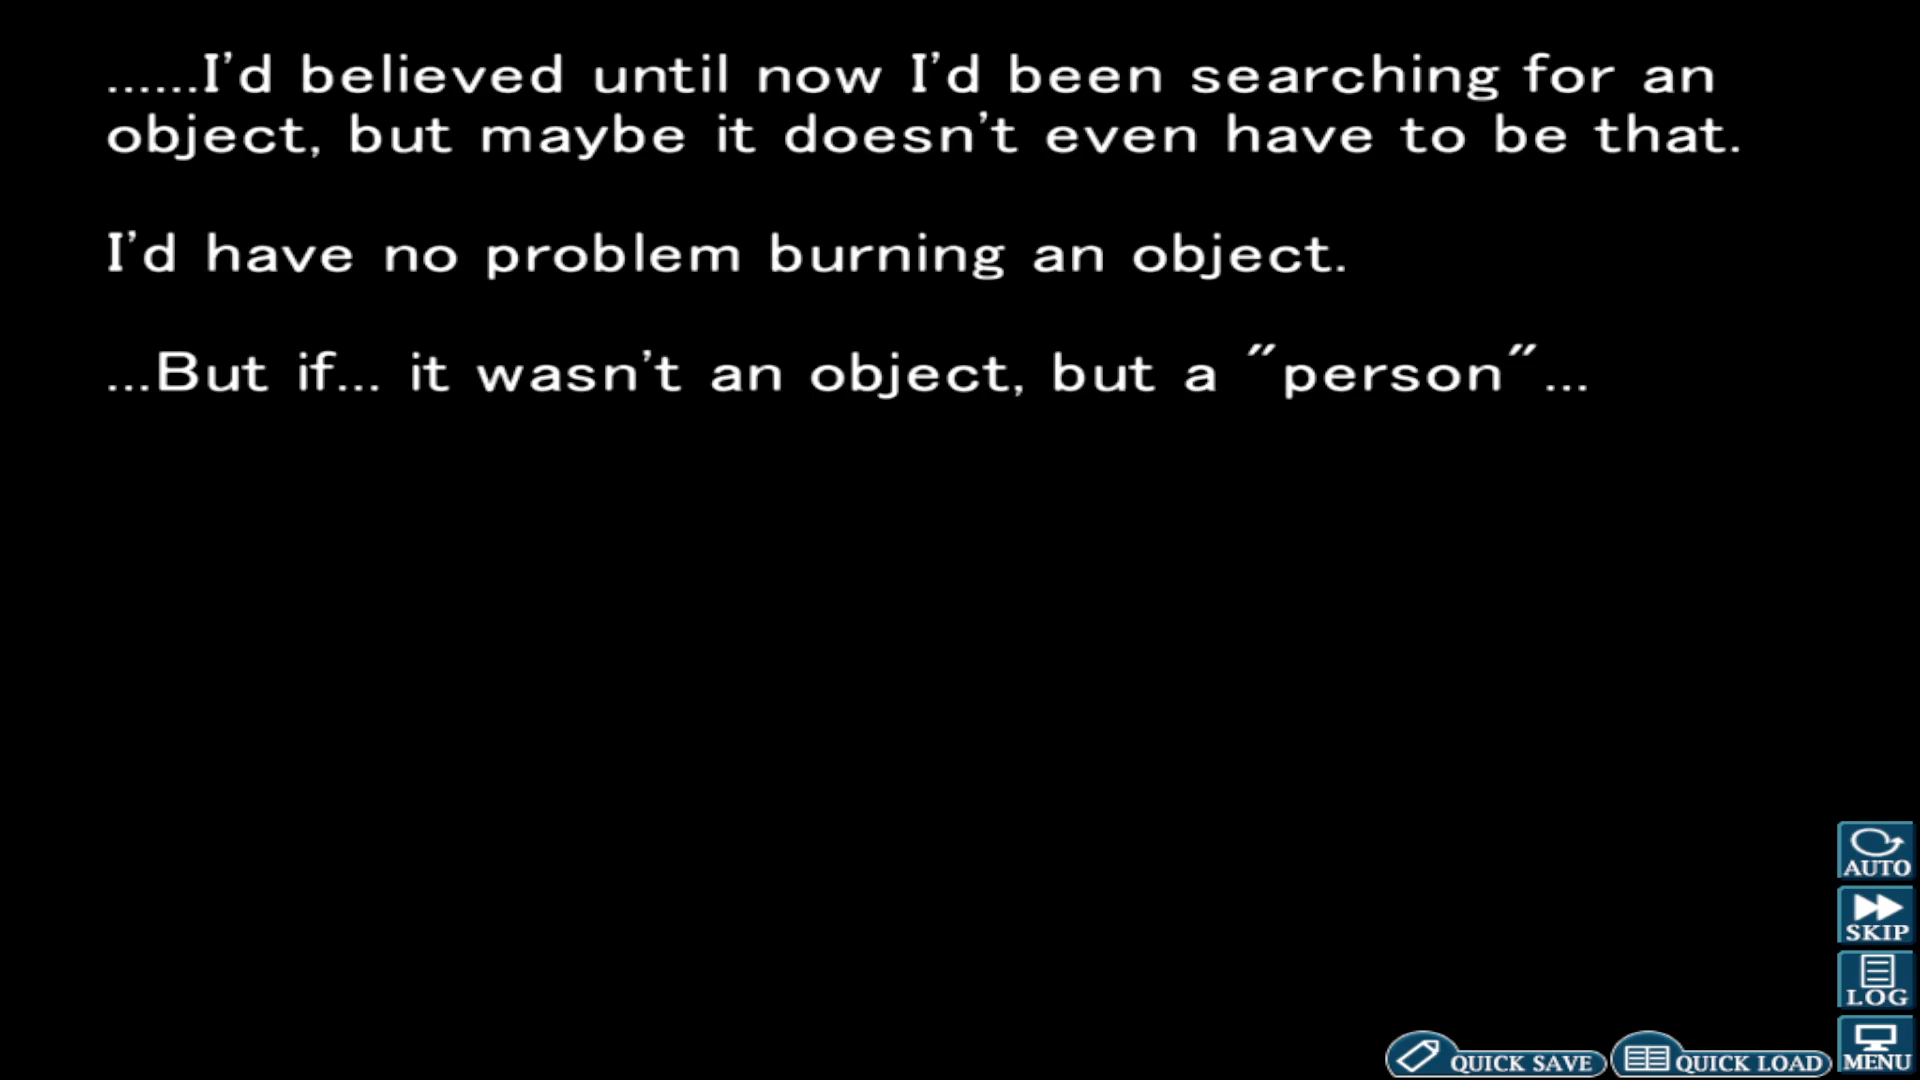 ......I'd believed until now I'd been searching for an
object, but maybe it doesn't even have to be that.
I'd have no problem burning an object.
...But if... it wasn't an object, but a "person"...
AUTO
SKIP
LOG
MENU
QUICK SAVE
QUICK LOAD